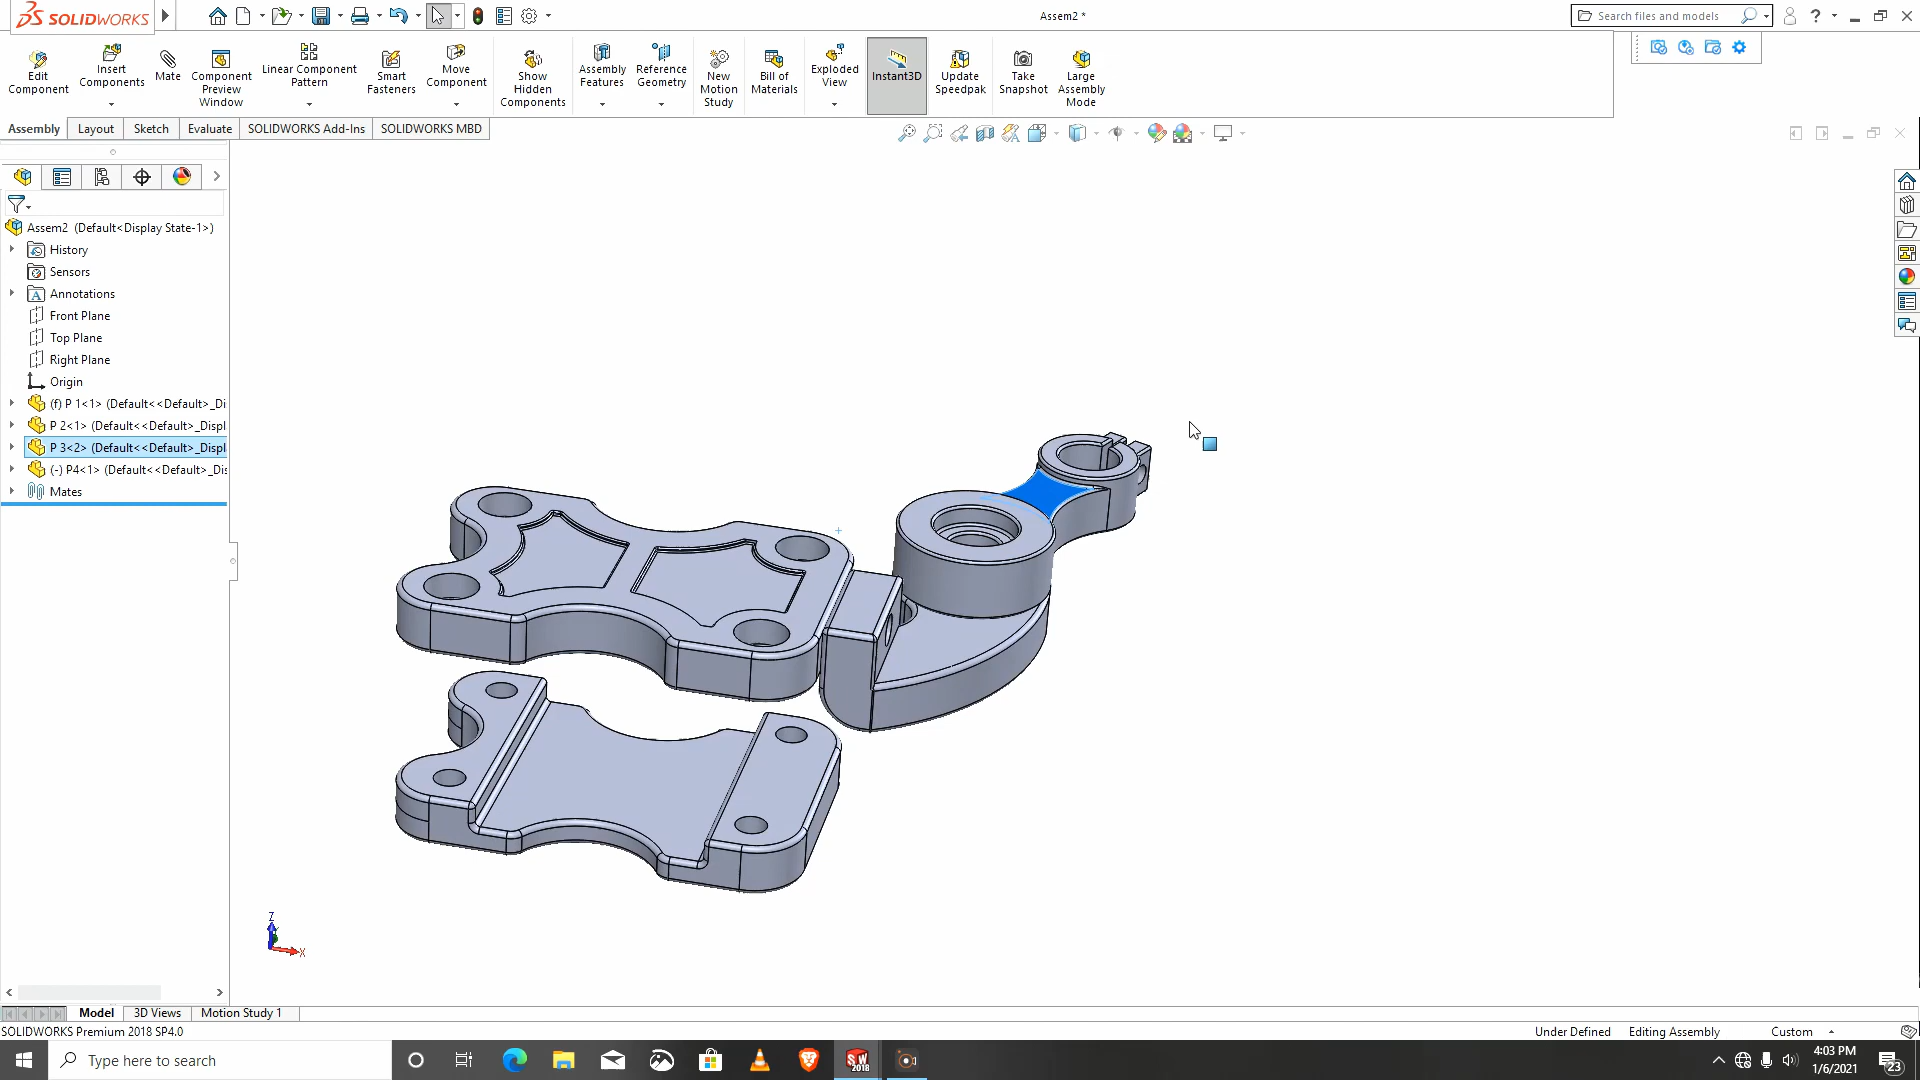 SOLIDWORKS
Assem2 *
Search files and models
Edit
Component
Insert
Components
Mate
Component
Preview
Window
Linear Component
Pattern
Smart
Fasteners
Move
Component
Show
Hidden
Components
Assembly
Features
Reference
Geometry
New
Motion
Study
Bill of
Materials
Exploded
View
Instant3D
Update
Speedpak
Take
Snapshot
Large
Assembly
Mode
Assembly
Layout
Sketch
Evaluate
SOLIDWORKS Add-Ins
SOLIDWORKS MBD
Assem2 (Default<Display State-1>)
History
Sensors
Annotations
Front Plane
Top Plane
Right Plane
Origin
(f) P 1<1> (Default<<Default>_Di
P 2<1> (Default<<Default>_Displ
P 3<2> (Default<<Default>_Displ
(-) P4<1> (Default<<Default>_Dis
Mates
Z
X
Model
3D Views
Motion Study 1
SOLIDWORKS Premium 2018 SP4.0
Under Defined
Editing Assembly
Custom
Type here to search
SW
2018
4:03 PM
1/6/2021
23